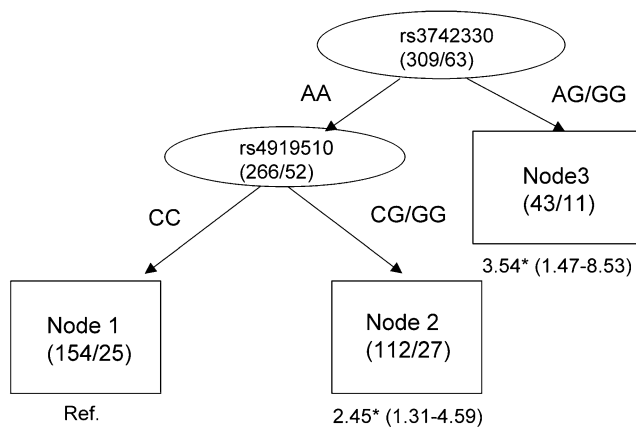 rs3742330
(309/63)
AA
AG/GG
rs4919510
(266/52)
Node3
(43/11)
CC
CG/GG
3.54* (1.47-8.53)
Node 1
(154/25)
Node 2
(112/27)
Ref.
2.45* (1.31-4.59)